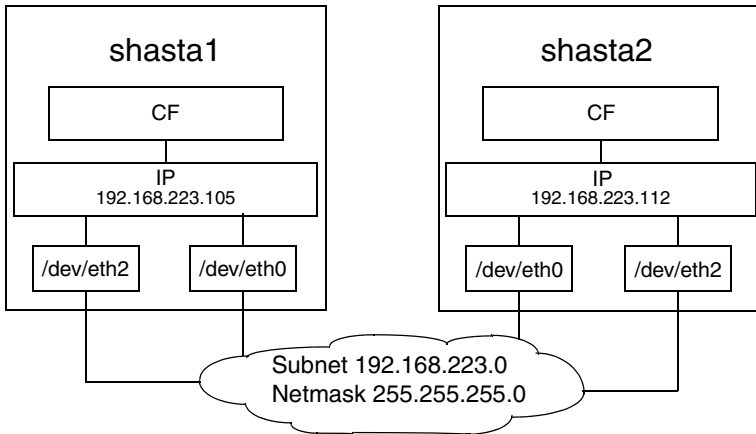 shasta1
CF
IP
192.168.223.105
/dev/eth2
/dev/eth0
shasta2
CF
IP
192.168.223.112
/dev/eth0
/dev/eth2
Subnet 192.168.223.0
Netmask 255.255.255.0